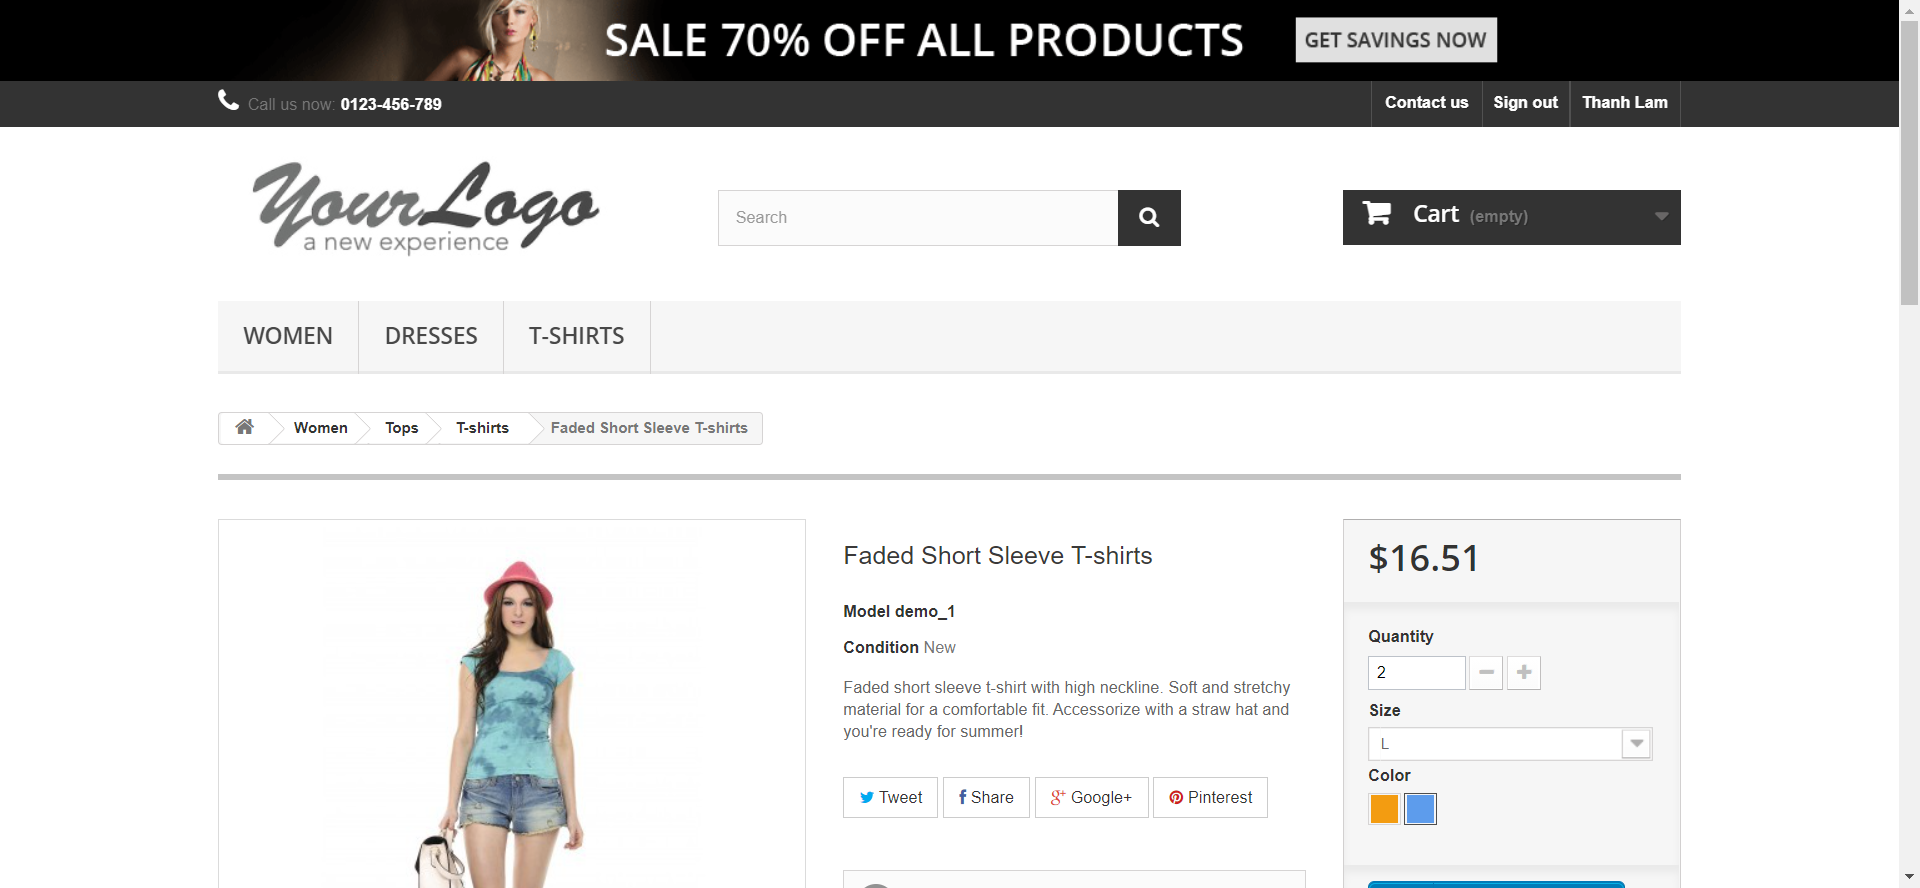 SALE 70% OFF ALL PRODUCTS
GET SAVINGS NOW
Call us now: 0123-456-789
Contact us
Sign out
Thanh Lam
YourLogo
a new experience
Search
Cart (empty)
WOMEN
DRESSES
T-SHIRTS
Women
Tops
T-shirts
Faded Short Sleeve T-shirts
Faded Short Sleeve T-shirts
Model demo_1
Condition New
Faded short sleeve t-shirt with high neckline. Soft and stretchy
material for a comfortable fit. Accessorize with a straw hat and
you're ready for summer!
Tweet
Share
Google+
Pinterest
$16.51
Quantity
2
Size
L
Color